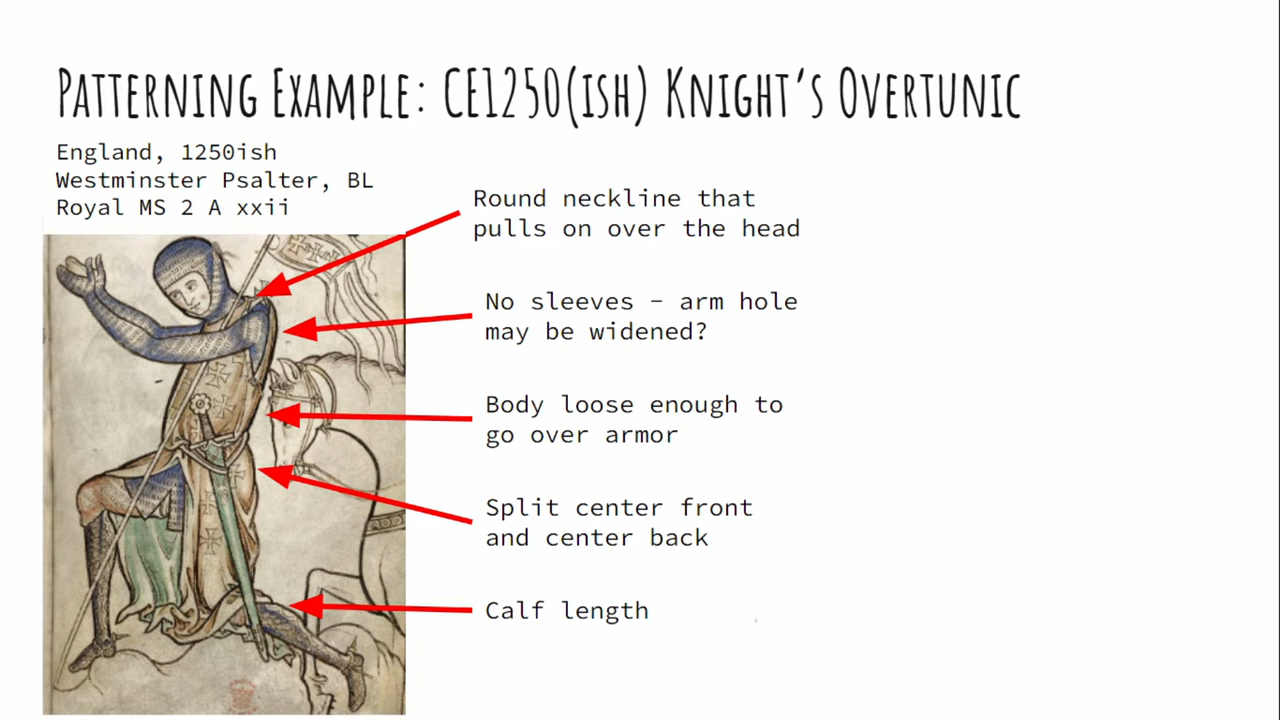 Patterning Example: CE1250(ish) Knight's Overtunic
England, 1250ish
Westminster Psalter, BL
Royal MS 2 A xxii
Round neckline that
pulls on over the head
No sleeves – arm hole
may be widened?
Body loose enough to
go over armor
Split center front
and center back
Calf length